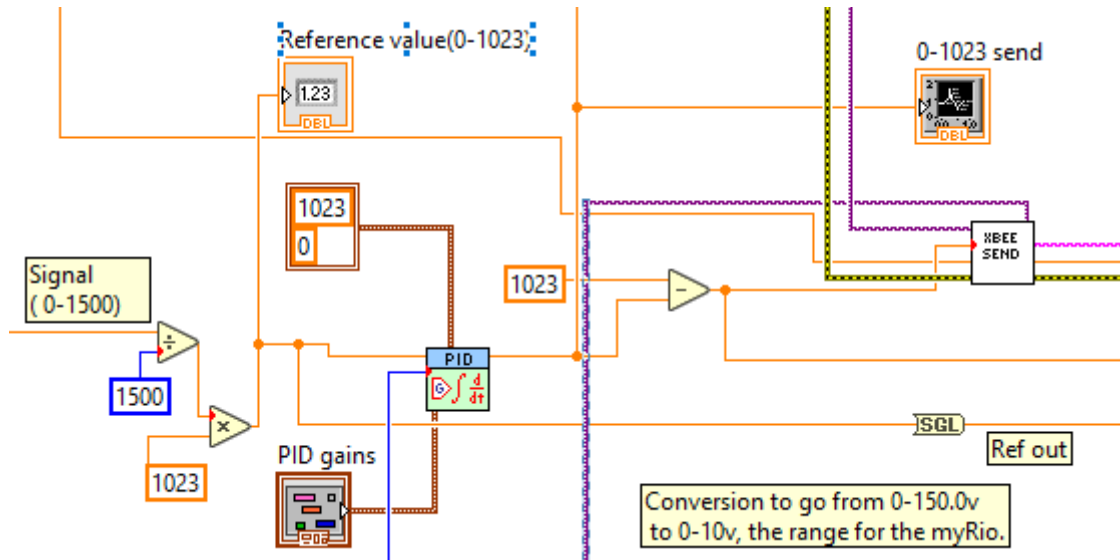 Reference value(0-1023)
1.23
DBL
0-1023 send
DBL
1023
0
XBEE
SEND
Signal
( 0-1500)
÷
1023
-
PID
G ∫ d/dt
1500
x
1023
SGL
Ref out
PID gains
Conversion to go from 0-150.0v
to 0-10v, the range for the myRio.